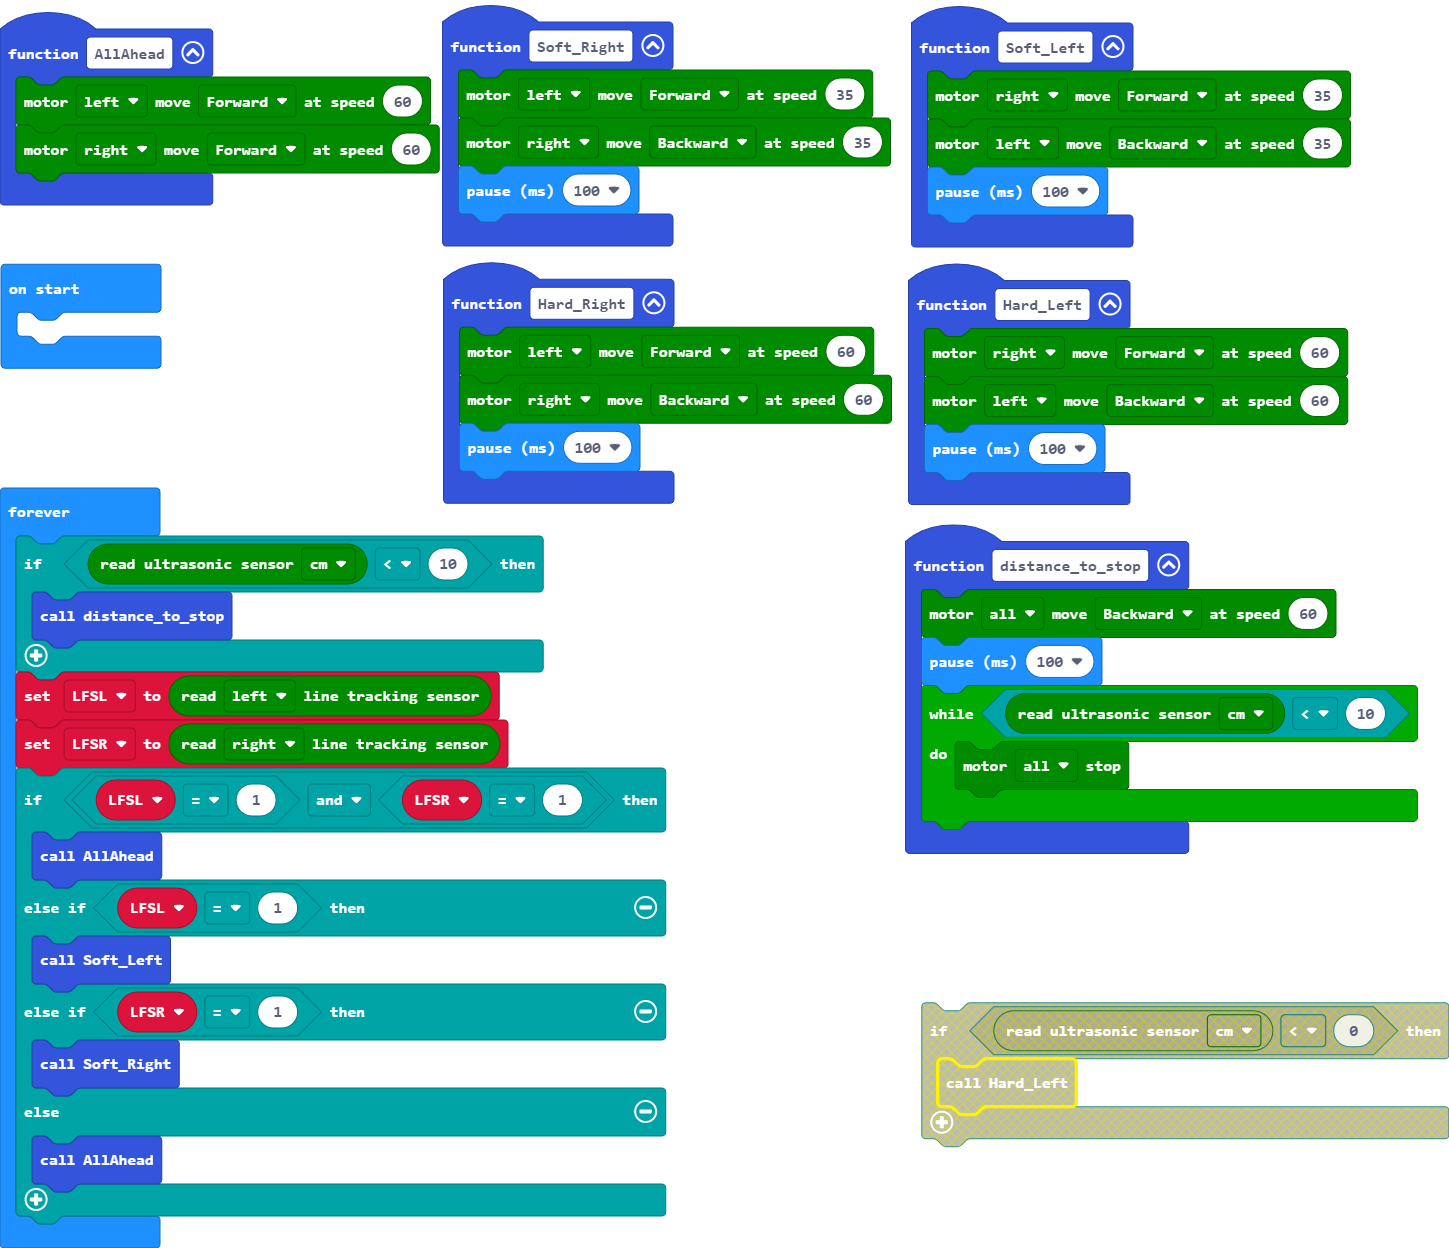 function AllAhead
motor left move Forward at speed 60
motor right move Forward at speed 60
function Soft_Right
motor left move Forward at speed 35
motor right move Backward at speed 35
pause (ms) 100
function Soft_Left
motor right move Forward at speed 35
motor left move Backward at speed 35
pause (ms) 100
on start
function Hard_Right
motor left move Forward at speed 60
motor right move Backward at speed 60
pause (ms) 100
function Hard_Left
motor right move Forward at speed 60
motor left move Backward at speed 60
pause (ms) 100
forever
if read ultrasonic sensor cm < 10 then
call distance_to_stop
set LFSL to read left line tracking sensor
set LFSR to read right line tracking sensor
if LFSL = 1 and LFSR = 1 then
call AllAhead
else if LFSL = 1 then
call Soft_Left
else if LFSR = 1 then
call Soft_Right
else
call AllAhead
function distance_to_stop
motor all move Backward at speed 60
pause (ms) 100
while read ultrasonic sensor cm < 10
do motor all stop
if read ultrasonic sensor cm < 0 then
call Hard_Left